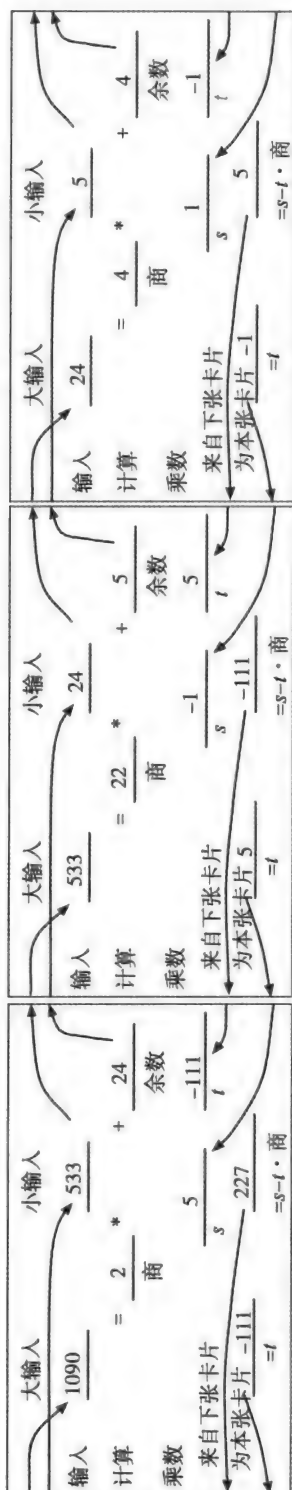 大输入 小输入
输入 1090 533
计算 = 2 * + 24
商 余数
乘数 5 -111
s t
来自下张卡片
为本张卡片 -111 227
=t =s-t·商
大输入 小输入
输入 533 24
计算 = 22 * + 5
商 余数
乘数 -1 5
s t
来自下张卡片
为本张卡片 5 -111
=t =s-t·商
大输入 小输入
输入 24 5
计算 = 4 * + 4
商 余数
乘数 1 -1
s t
来自下张卡片
为本张卡片 -1 5
=t =s-t·商